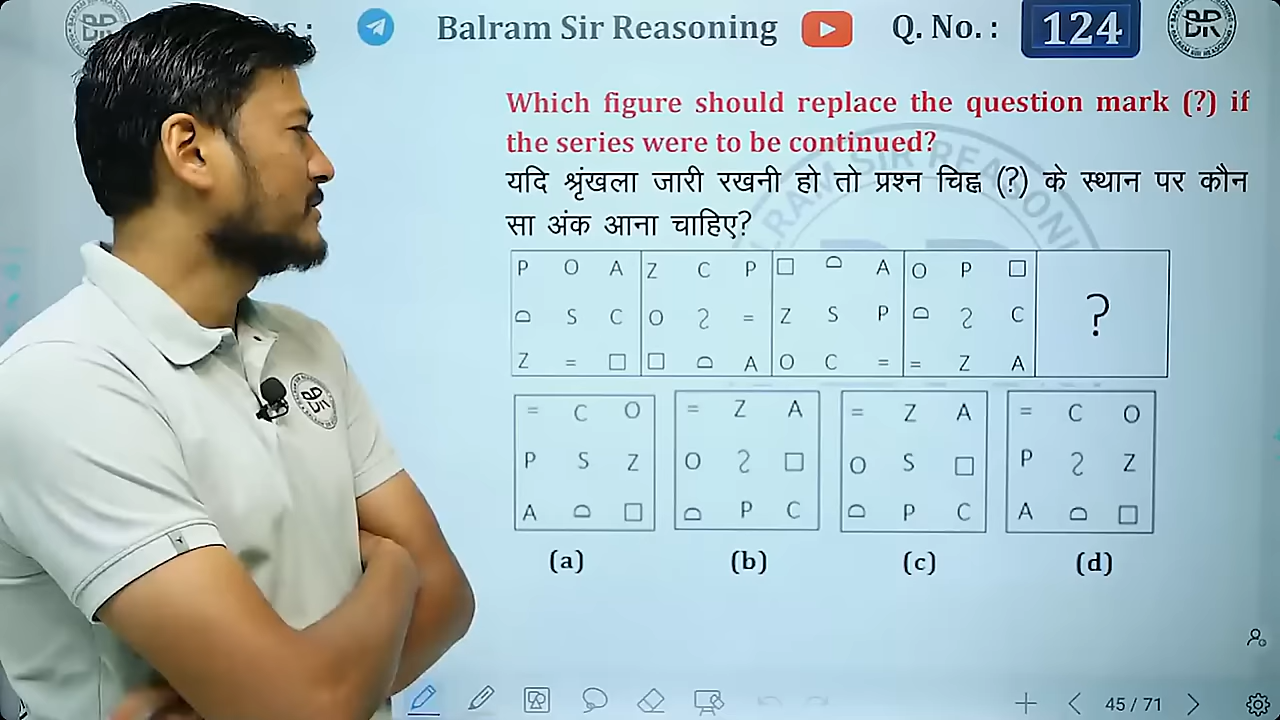 Balram Sir Reasoning Q. No. : 124
Which figure should replace the question mark (?) if
the series were to be continued?
यदि श्रृंखला जारी रखनी हो तो प्रश्न चिह्न (?) के स्थान पर कौन
सा अंक आना चाहिए?
P O A Z C P □ D A O P □
D S C O S = Z S P D S C ?
Z = □ □ D A O C = = Z A
= C O = Z A = Z A = C O
P S Z O S □ O S □ P S Z
A D □ D P C D P C A D □
(a) (b) (c) (d)
45 / 71